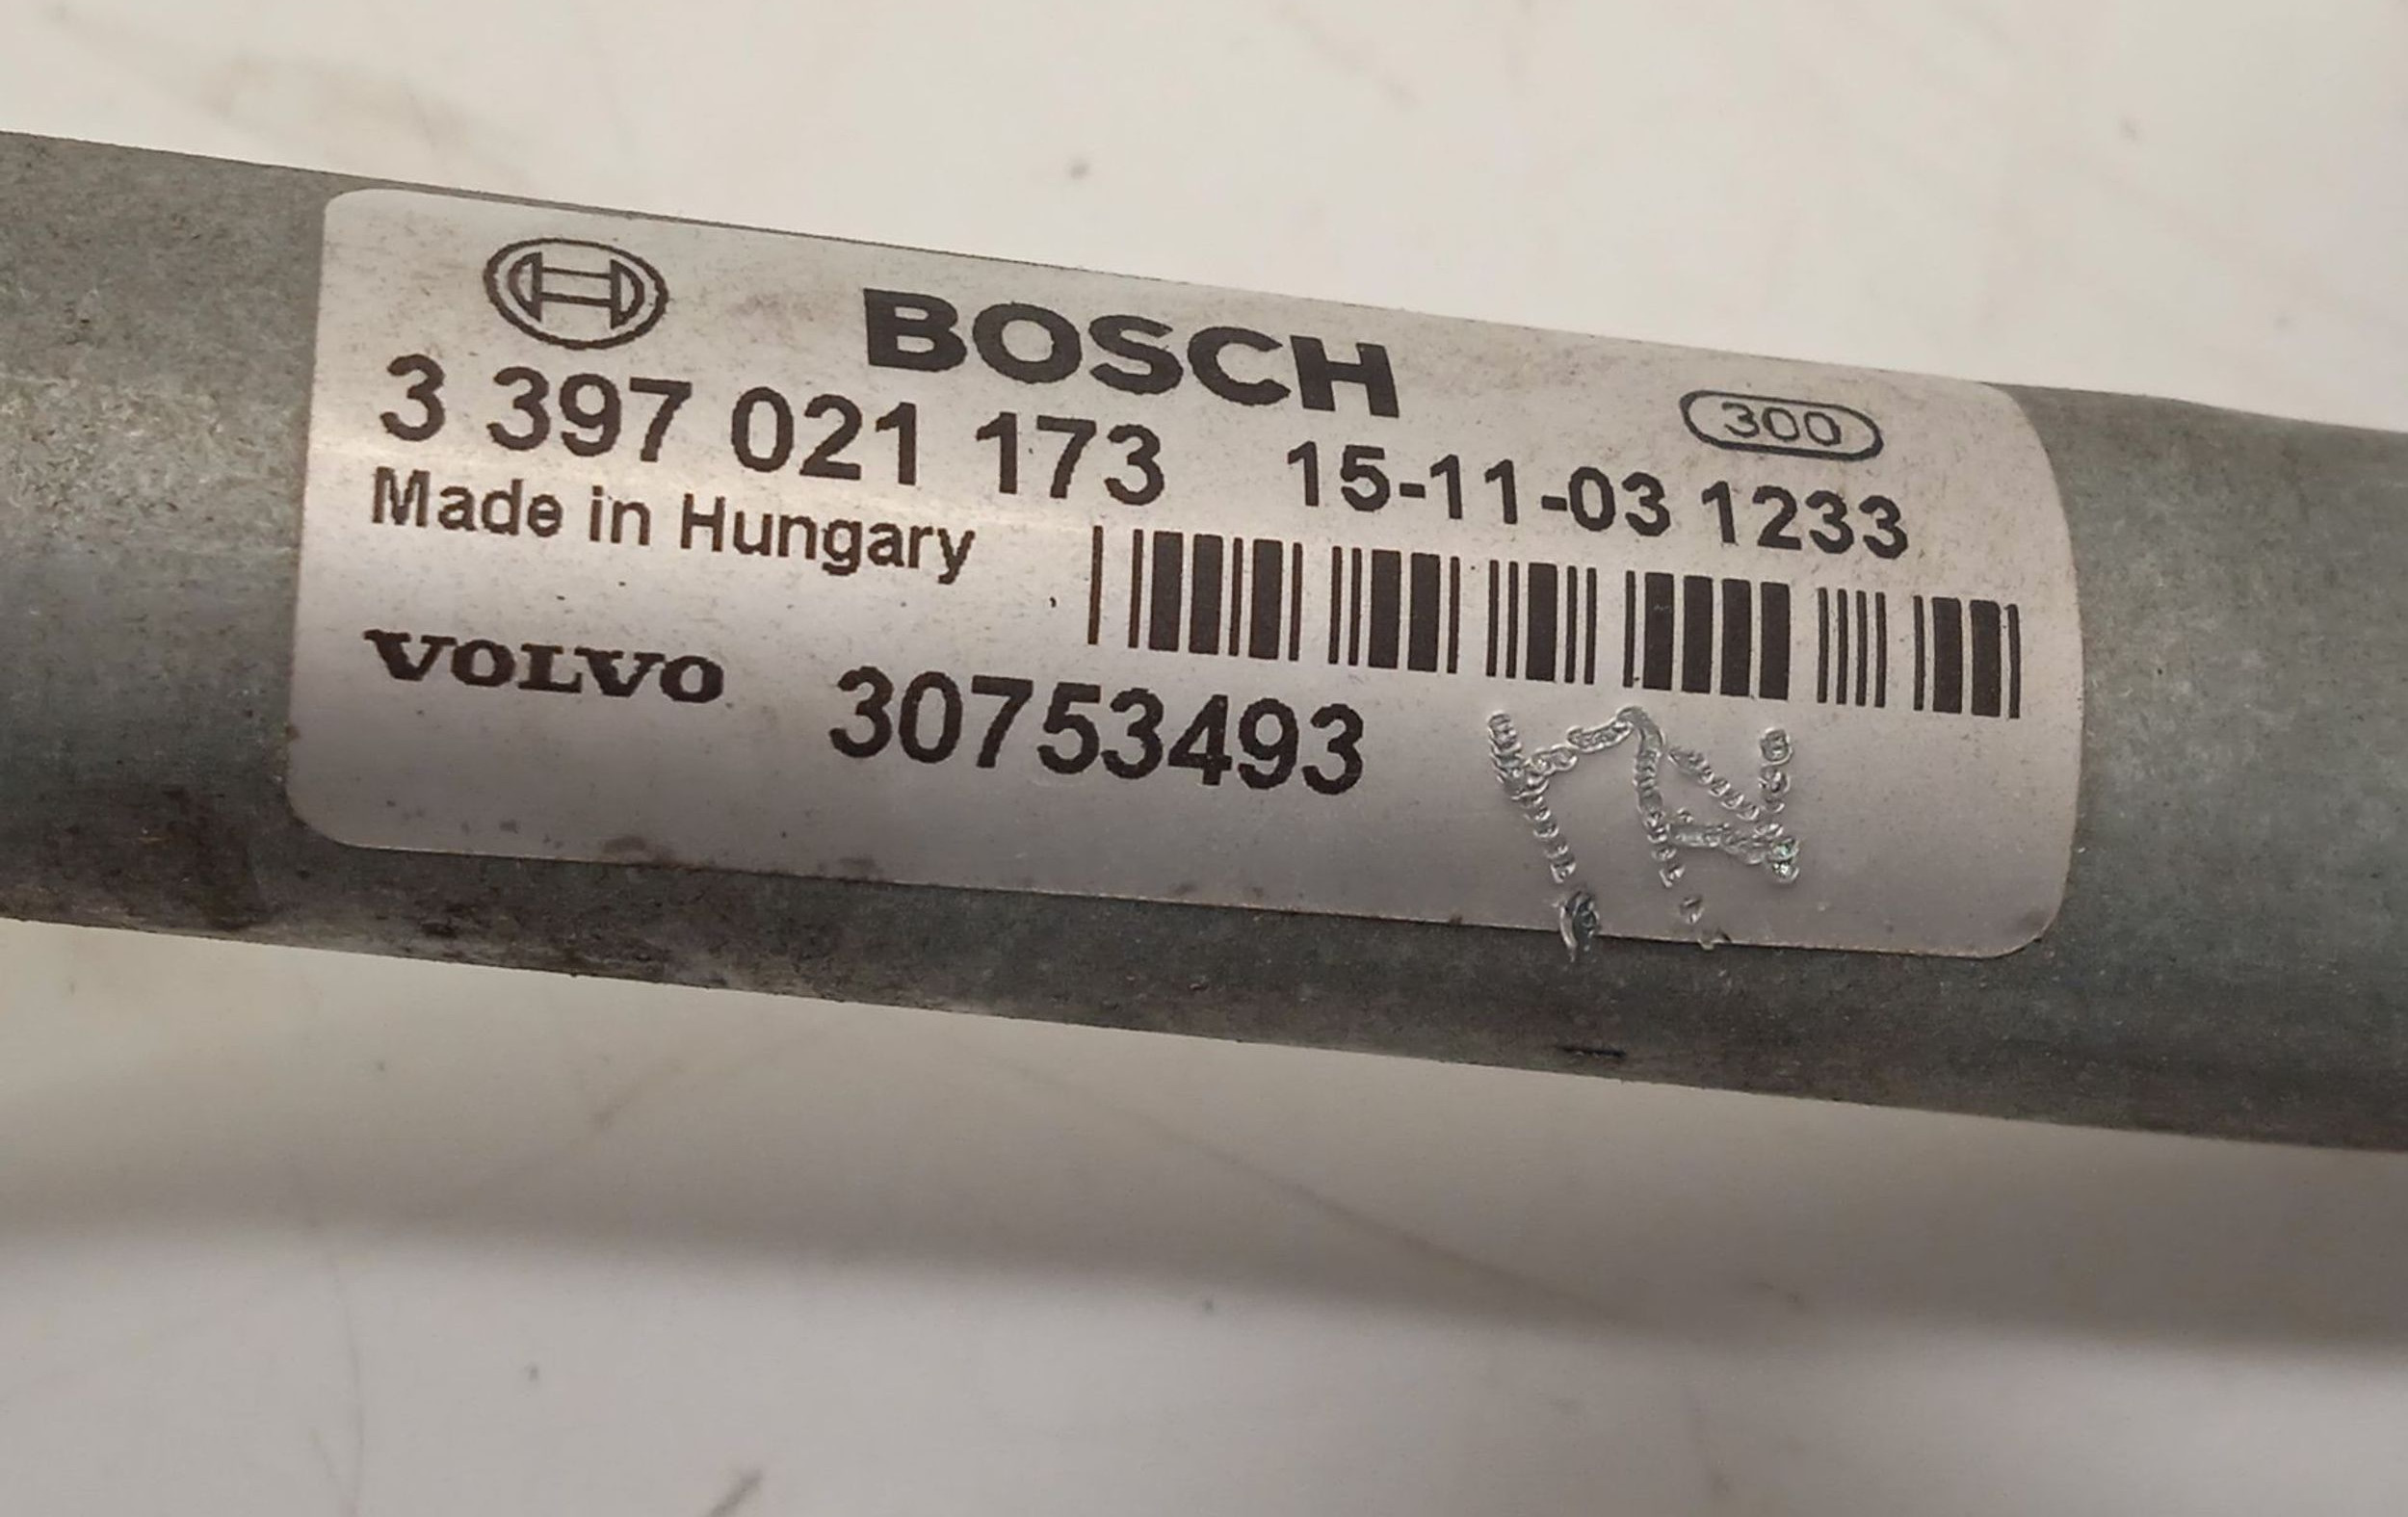 BOSCH
300
3 397 021 173 15-11-03 1233
Made in Hungary
VOLVO 30753493